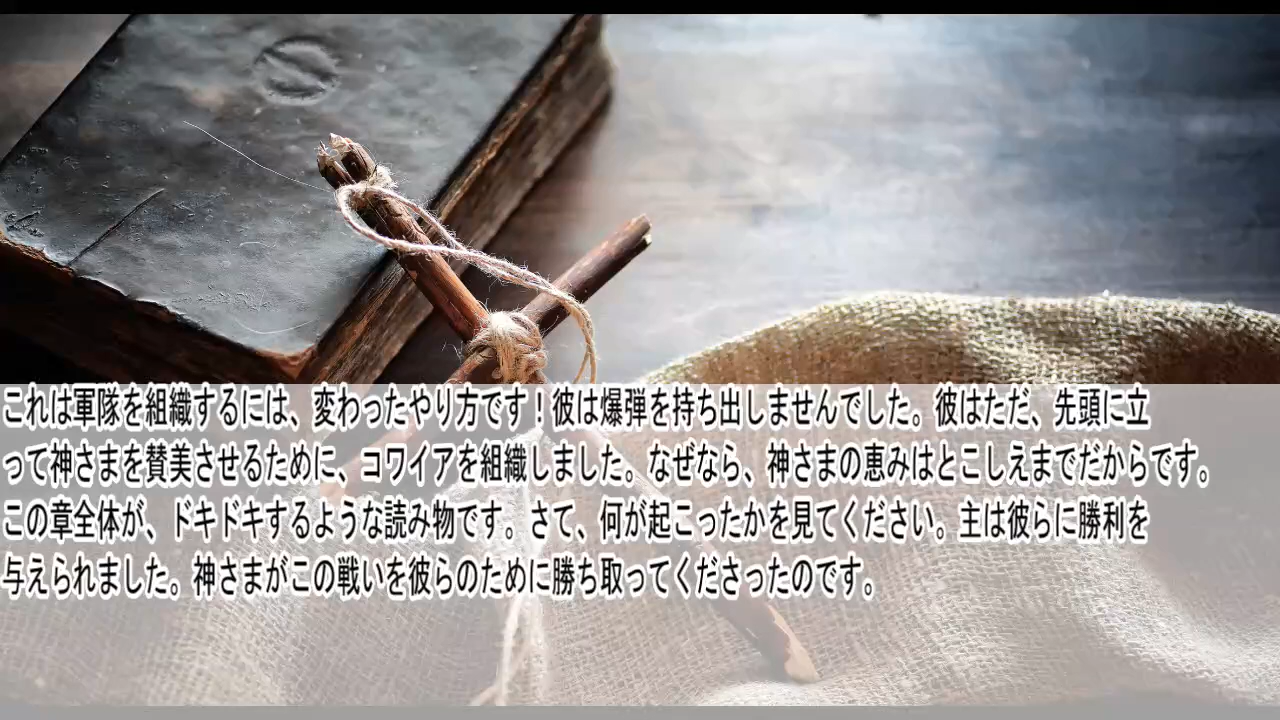 これは軍隊を組織するには、変わったやり方です！彼は爆弾を持ち出しませんでした。彼はただ、先頭に立
って神さまを賛美させるために、コワイアを組織しました。なぜなら、神さまの恵みはとこしえまでだからです。
この章全体が、ドキドキするような読み物です。さて、何が起こったかを見てください。主は彼らに勝利を
与えられました。神さまがこの戦いを彼らのために勝ち取ってくださったのです。